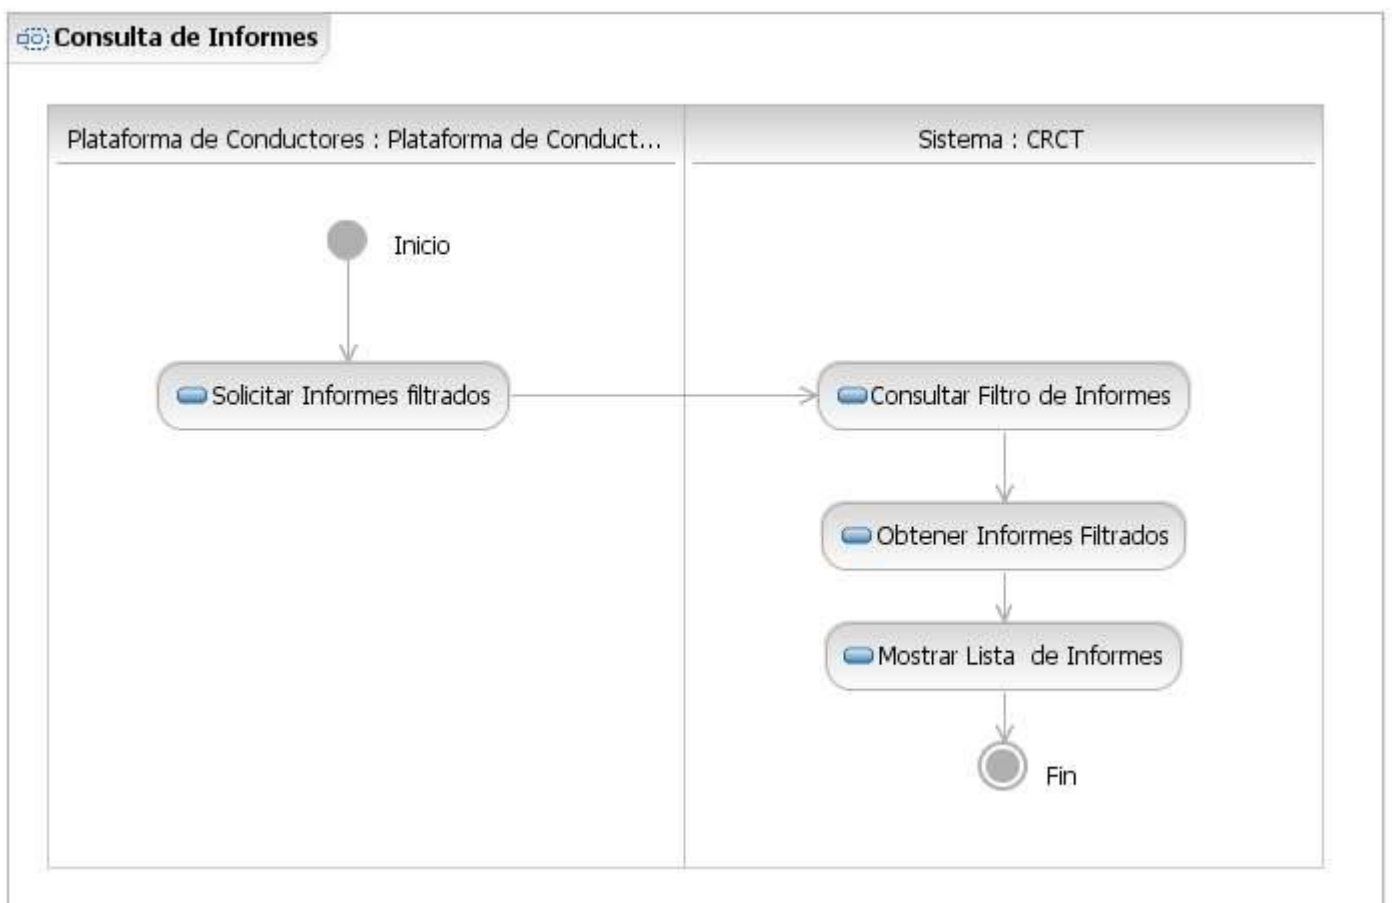 Consulta de Informes
Plataforma de Conductores : Plataforma de Conduct...
Sistema : CRCT
Inicio
Solicitar Informes filtrados
Consultar Filtro de Informes
Obtener Informes Filtrados
Mostrar Lista  de Informes
Fin